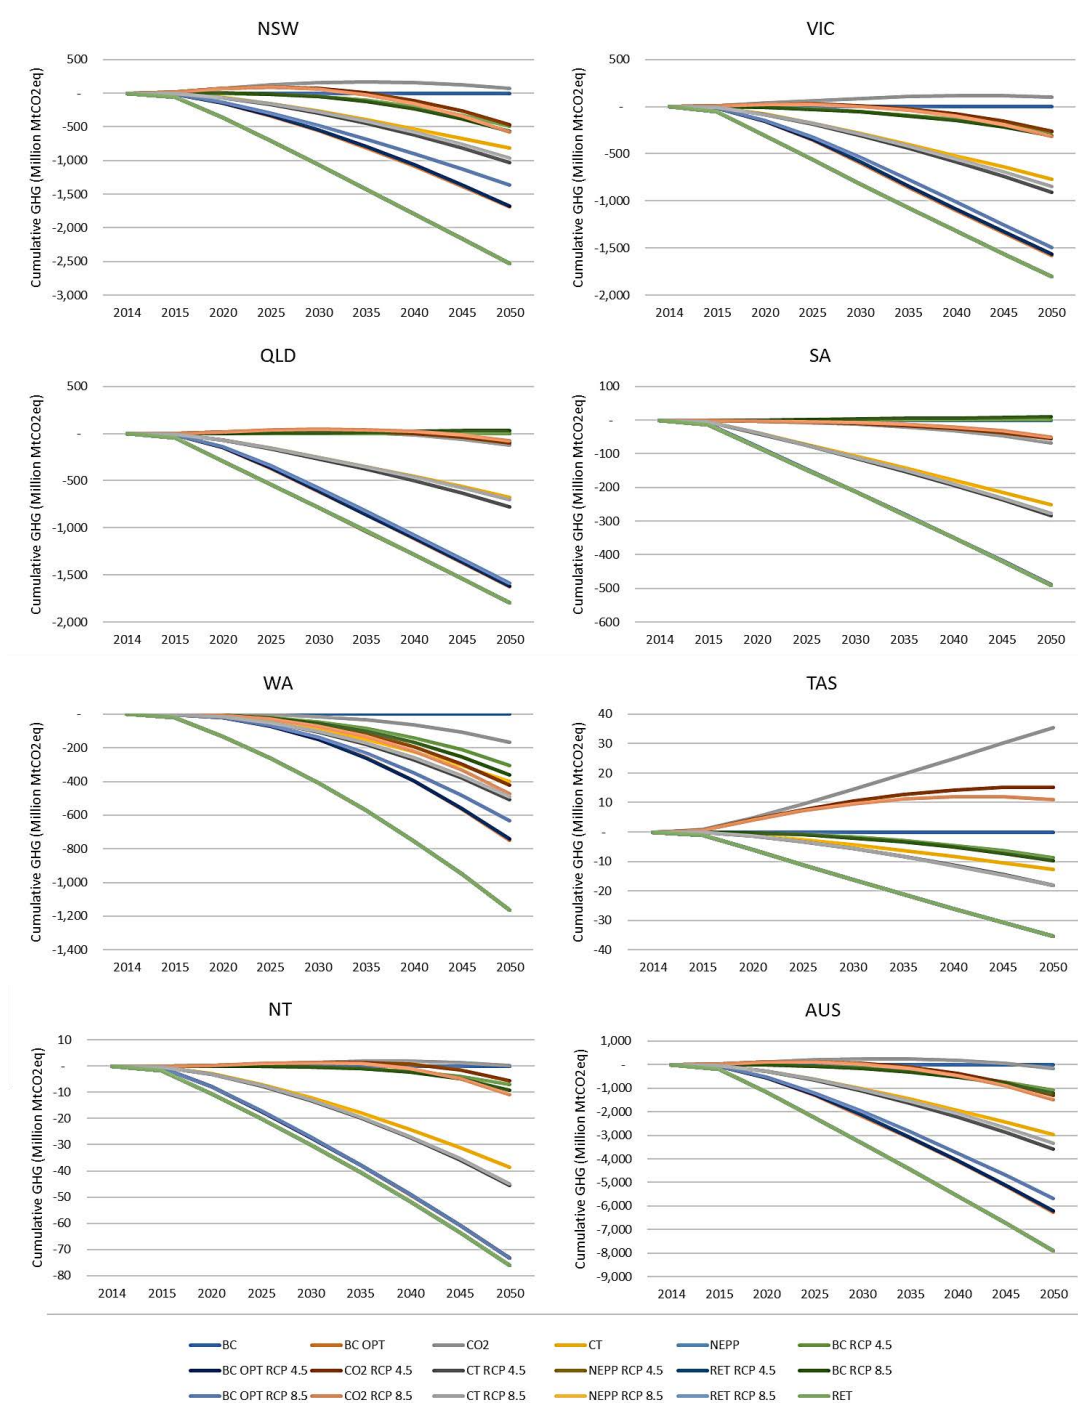 NSW
Cumulative GHG (Million MtCO2eq)
500
-
-500
-1,000
-1,500
-2,000
-2,500
-3,000
2014 2015 2020 2025 2030 2035 2040 2045 2050
VIC
Cumulative GHG (Million MtCO2eq)
500
-
-500
-1,000
-1,500
-2,000
2014 2015 2020 2025 2030 2035 2040 2045 2050
QLD
Cumulative GHG (Million MtCO2eq)
500
-
-500
-1,000
-1,500
-2,000
2014 2015 2020 2025 2030 2035 2040 2045 2050
SA
Cumulative GHG (Million MtCO2eq)
100
-
-100
-200
-300
-400
-500
-600
2014 2015 2020 2025 2030 2035 2040 2045 2050
WA
Cumulative GHG (Million MtCO2eq)
-
-200
-400
-600
-800
-1,000
-1,200
-1,400
2014 2015 2020 2025 2030 2035 2040 2045 2050
TAS
Cumulative GHG (Million MtCO2eq)
40
30
20
10
-
-10
-20
-30
-40
2014 2015 2020 2025 2030 2035 2040 2045 2050
NT
Cumulative GHG (Million MtCO2eq)
10
-
-10
-20
-30
-40
-50
-60
-70
-80
2014 2015 2020 2025 2030 2035 2040 2045 2050
AUS
Cumulative GHG (Million MtCO2eq)
1,000
-
-1,000
-2,000
-3,000
-4,000
-5,000
-6,000
-7,000
-8,000
-9,000
2014 2015 2020 2025 2030 2035 2040 2045 2050
BC BC OPT CO2 CT NEPP BC RCP 4.5
BC OPT RCP 4.5 CO2 RCP 4.5 CT RCP 4.5 NEPP RCP 4.5 RET RCP 4.5 BC RCP 8.5
BC OPT RCP 8.5 CO2 RCP 8.5 CT RCP 8.5 NEPP RCP 8.5 RET RCP 8.5 RET